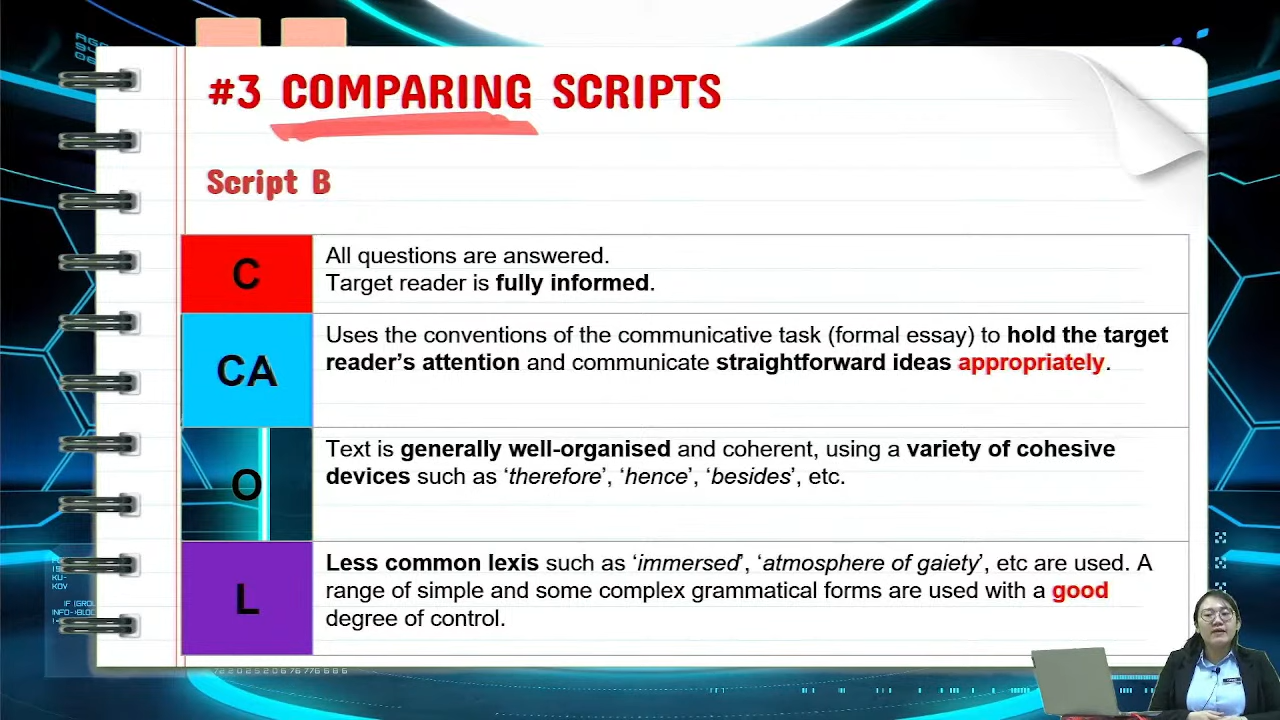 #3 COMPARING SCRIPTS
Script B
C
All questions are answered.
Target reader is fully informed.
CA
Uses the conventions of the communicative task (formal essay) to hold the target
reader's attention and communicate straightforward ideas appropriately.
O
Text is generally well-organised and coherent, using a variety of cohesive
devices such as ‘therefore’, ‘hence’, ‘besides’, etc.
L
Less common lexis such as ‘immersed’, ‘atmosphere of gaiety’, etc are used. A
range of simple and some complex grammatical forms are used with a good
degree of control.